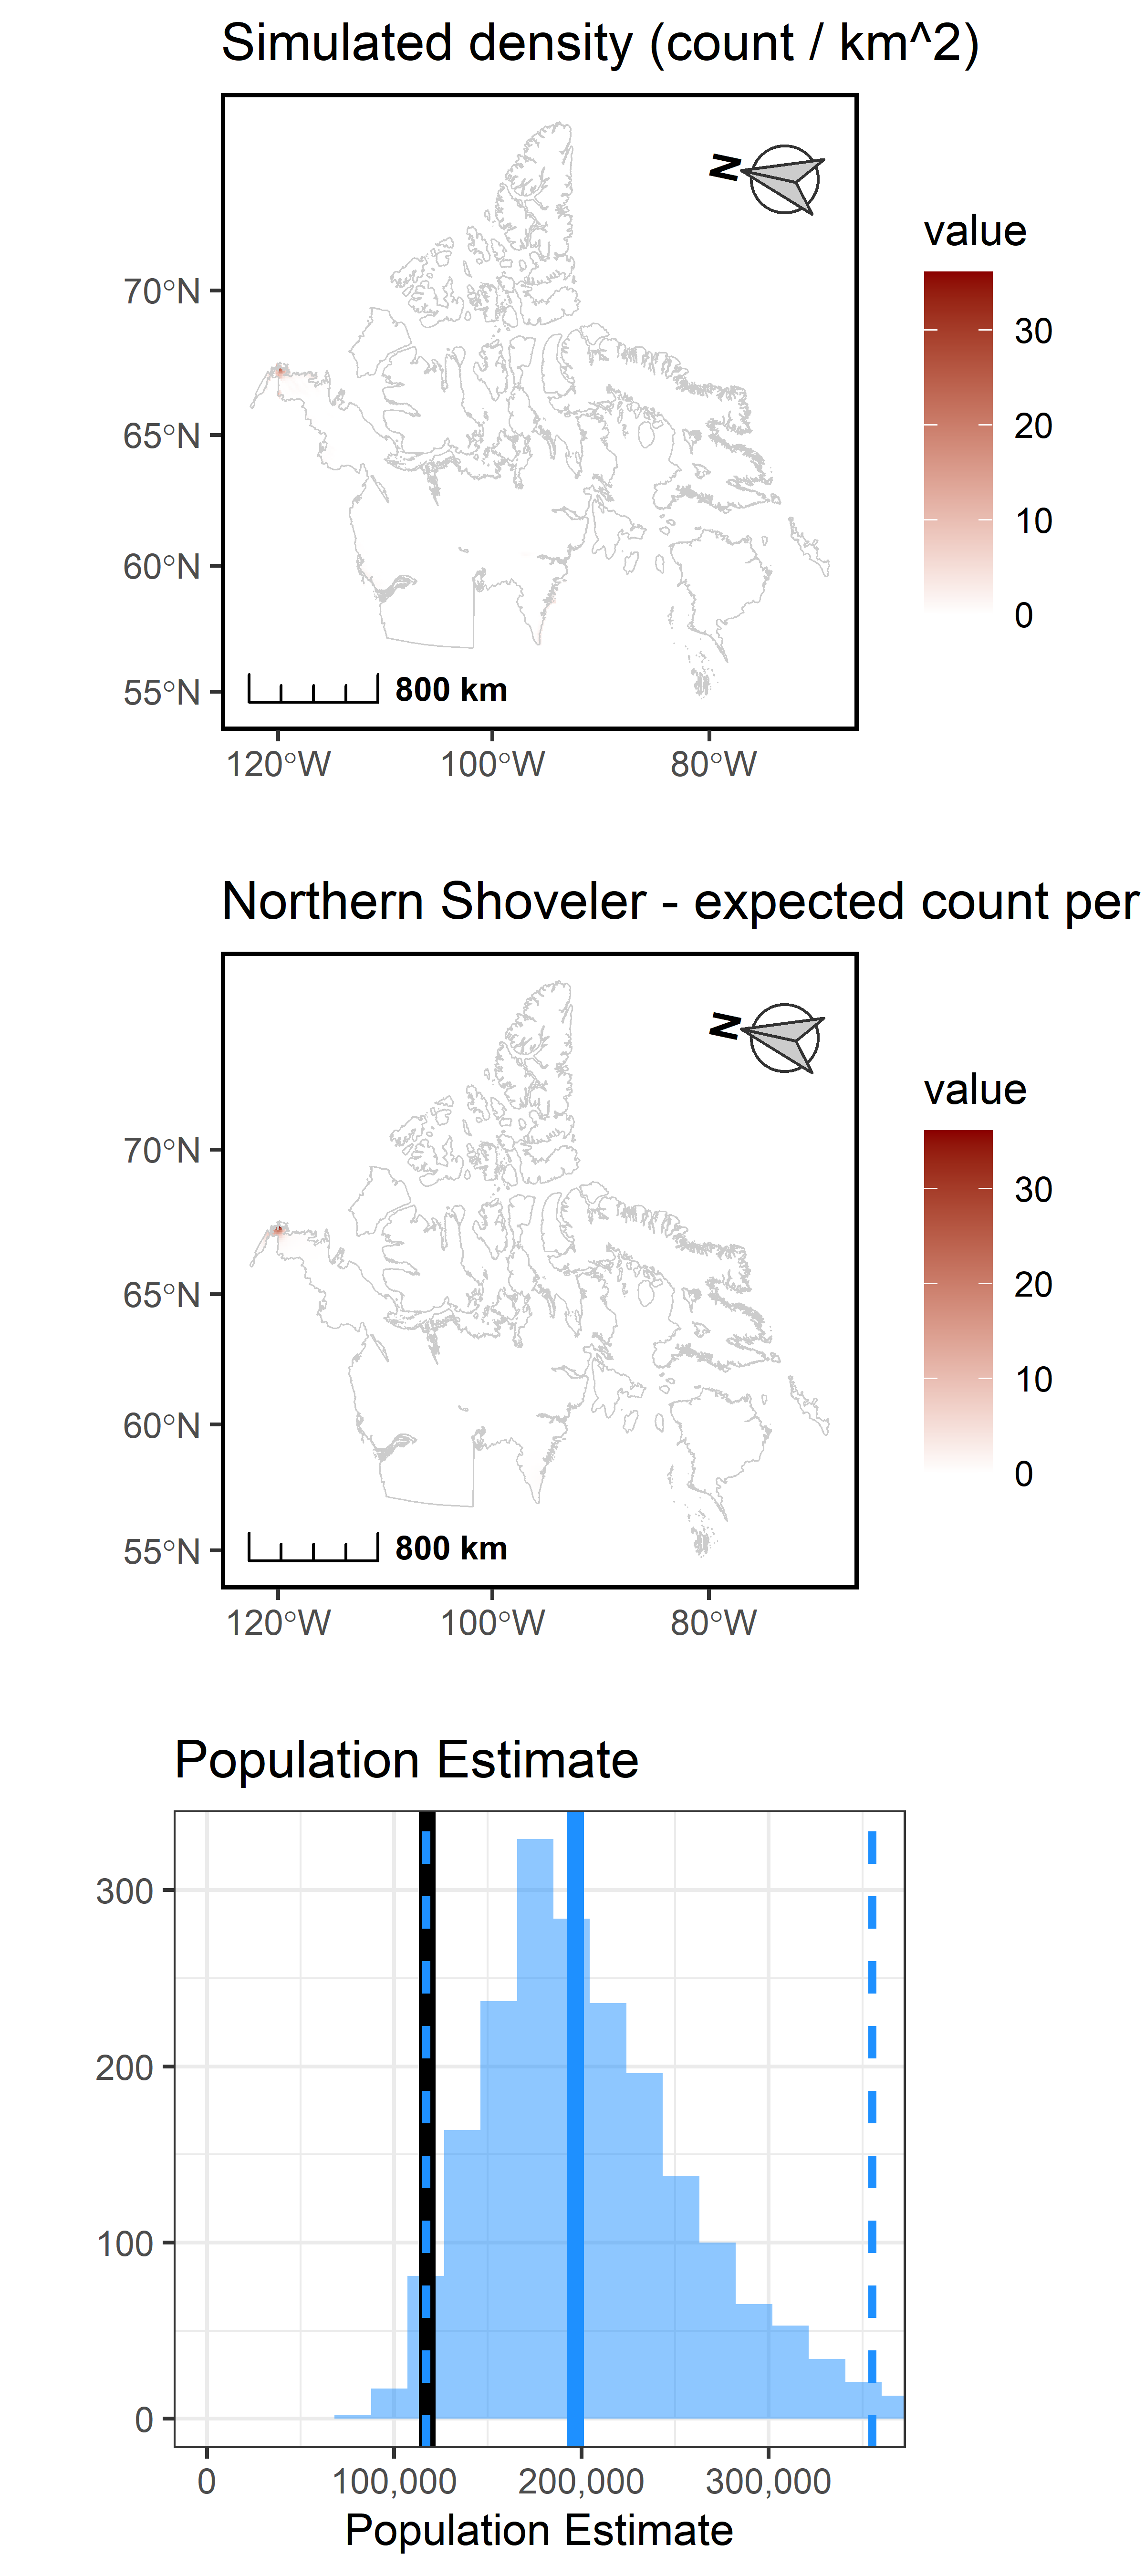 Simulated density (count / km^2)
N
value
70°N
65°N
60°N
55°N
30
20
10
0
800 km
120°W 100°W 80°W
Northern Shoveler - expected count per
N
value
70°N
65°N
60°N
55°N
30
20
10
0
800 km
120°W 100°W 80°W
Population Estimate
300
200
100
0
0 100,000 200,000 300,000
Population Estimate